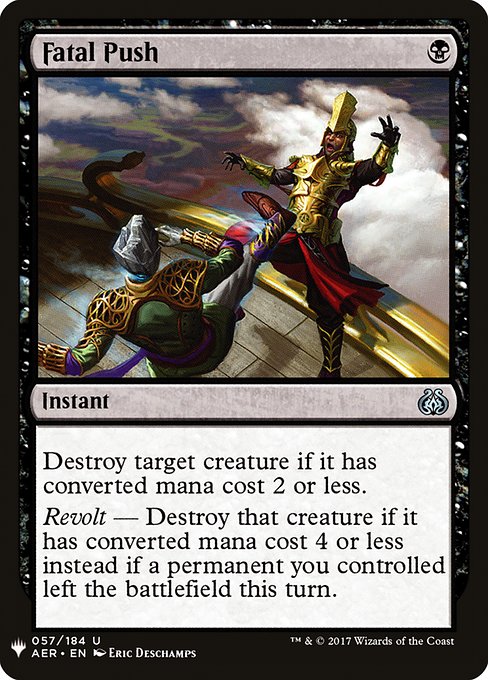 Fatal Push
Instant
Destroy target creature if it has
converted mana cost 2 or less.
Revolt — Destroy that creature if it
has converted mana cost 4 or less
instead if a permanent you controlled
left the battlefield this turn.
057/184 U
™ & © 2017 Wizards of the Coast
AER • EN Eric Deschamps